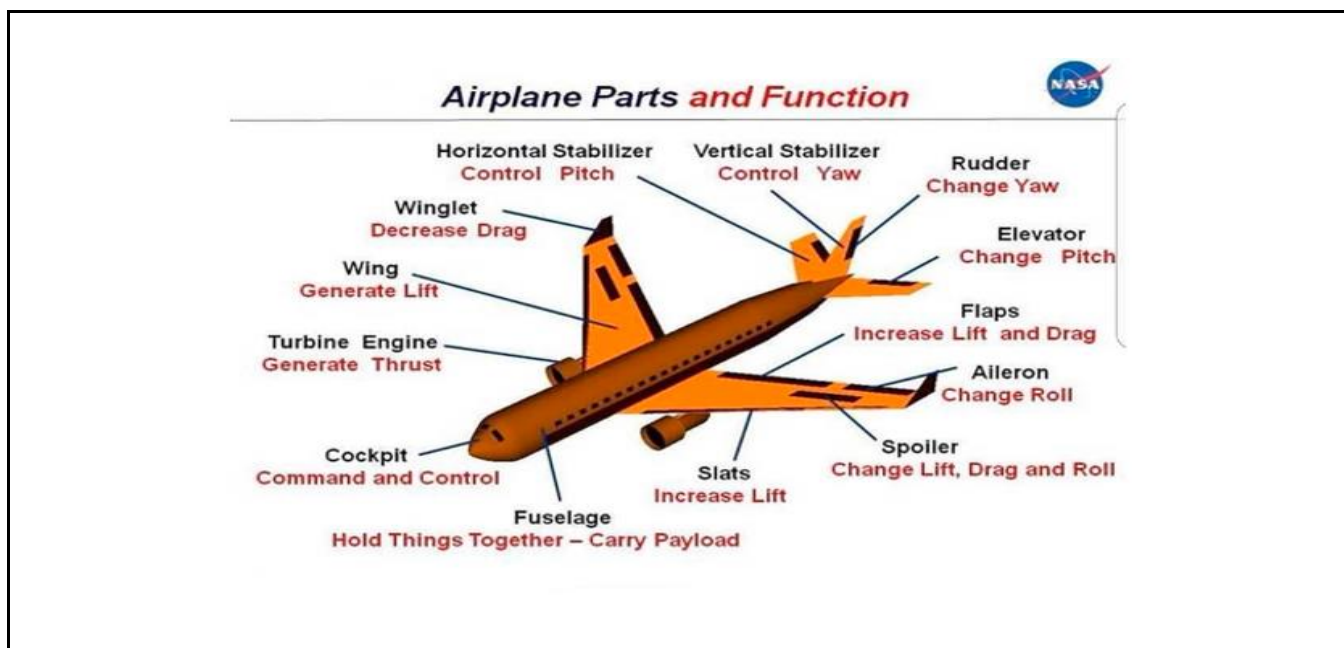 Airplane Parts and Function
NASA
Horizontal Stabilizer
Control Pitch
Vertical Stabilizer
Control Yaw
Rudder
Change Yaw
Winglet
Decrease Drag
Elevator
Change Pitch
Wing
Generate Lift
Flaps
Increase Lift and Drag
Turbine Engine
Generate Thrust
Aileron
Change Roll
Cockpit
Command and Control
Spoiler
Change Lift, Drag and Roll
Slats
Increase Lift
Fuselage
Hold Things Together – Carry Payload